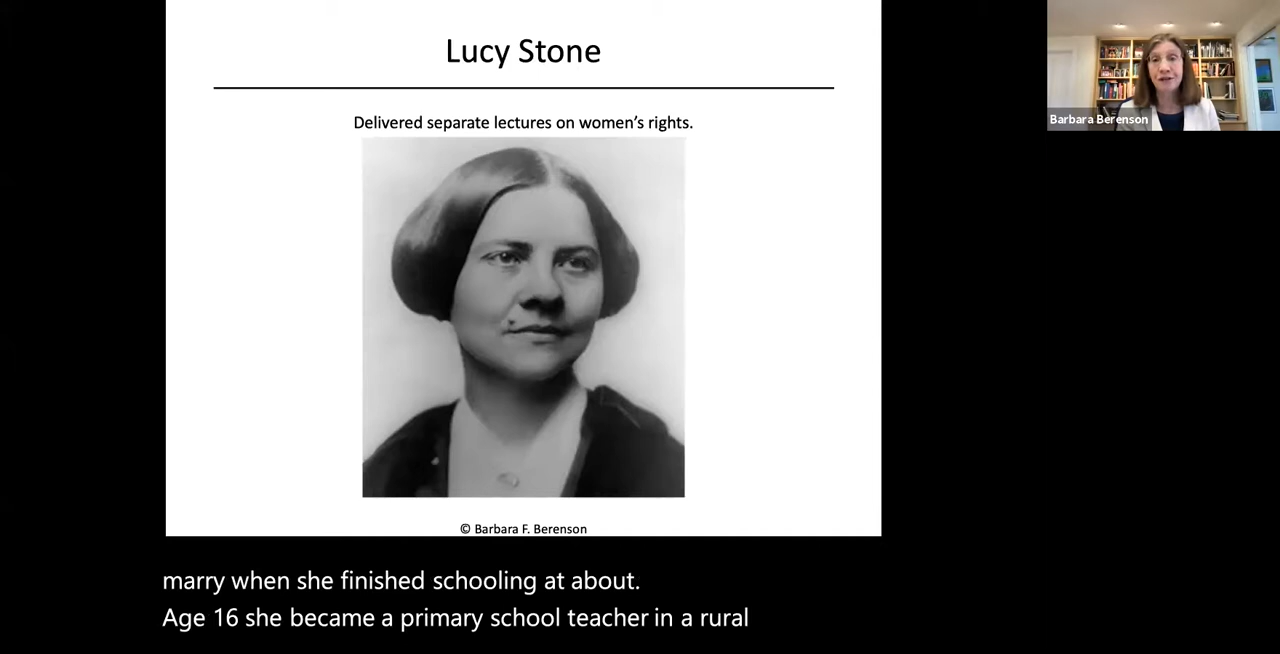 Lucy Stone
Delivered separate lectures on women's rights.
© Barbara F. Berenson
Barbara Berenson
marry when she finished schooling at about.
Age 16 she became a primary school teacher in a rural